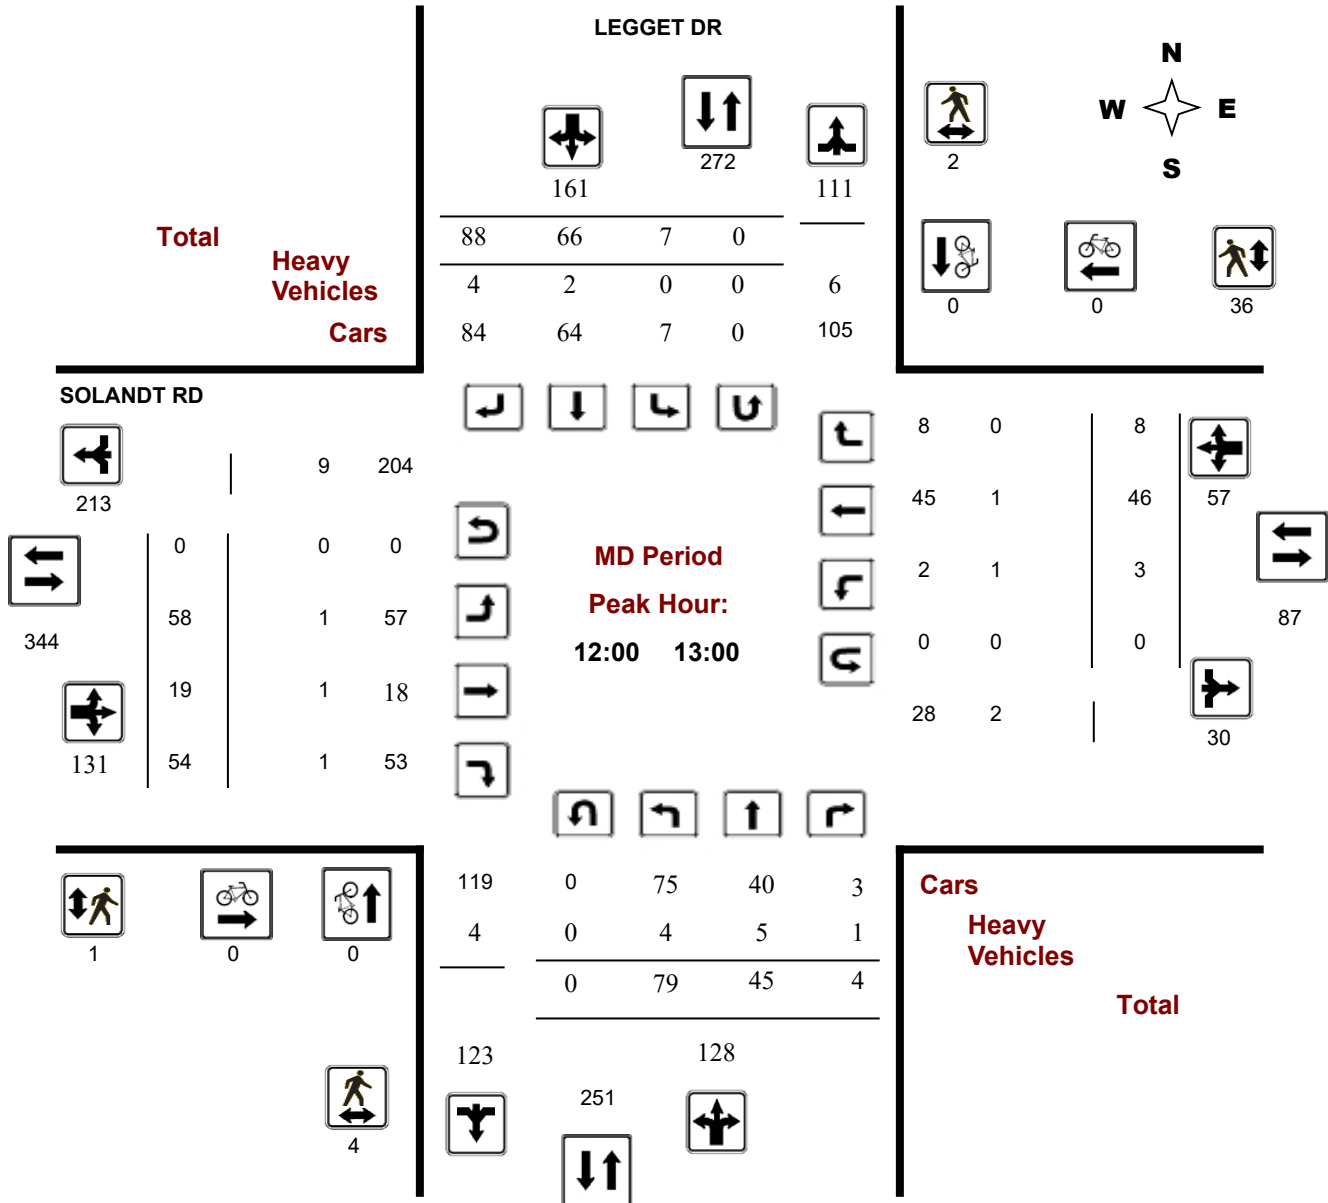 LEGGET DR
N
W E
S
161
272
111
2
Total
88 66 7 0
Heavy
Vehicles
4 2 0 0 6
Cars
84 64 7 0 105
0 0 36
SOLANDT RD
213
9 204
344
0 0 0
58 1 57
19 1 18
54 1 53
131
MD Period
Peak Hour:
12:00 13:00
8 0 8
45 1 46
57
2 1 3
87
0 0 0
28 2
30
1 0 0
4
119 0 75 40 3
4 0 4 5 1
0 79 45 4
123
128
251
Cars
Heavy
Vehicles
Total